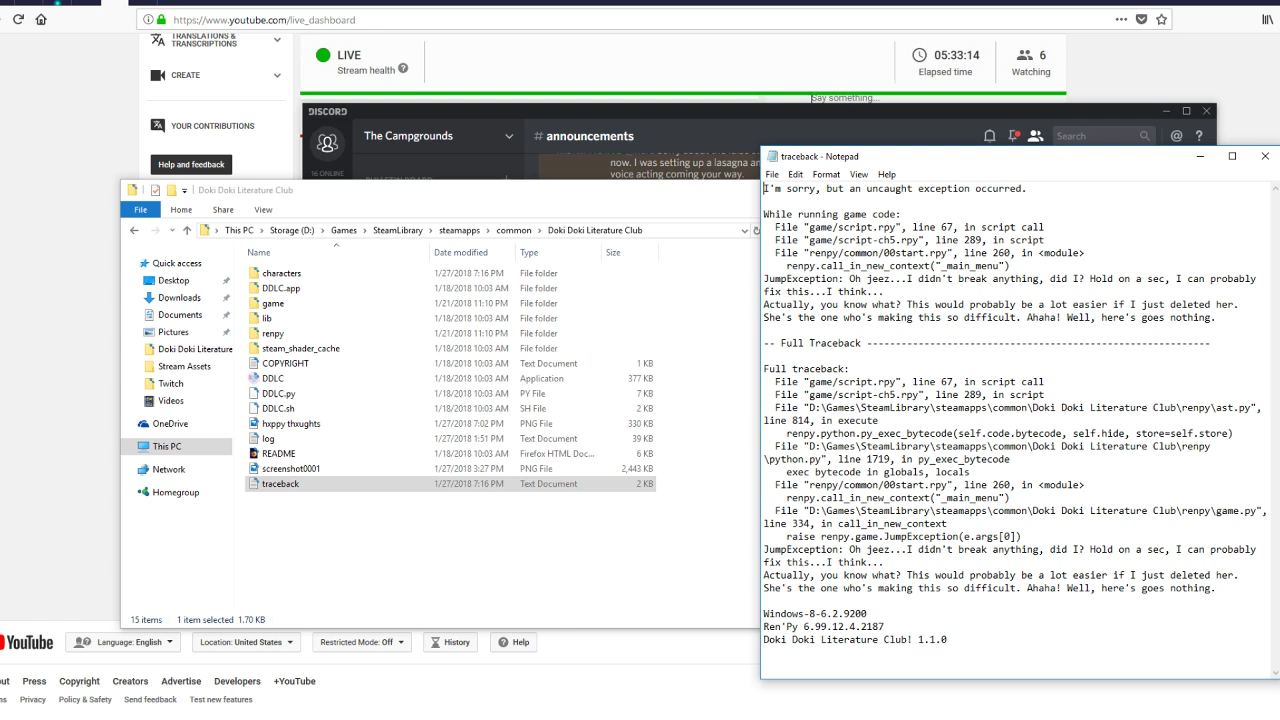 https://www.youtube.com/live_dashboard
TRANSLATIONS &
TRANSCRIPTIONS
CREATE
YOUR CONTRIBUTIONS
Help and feedback
LIVE
Stream health
05:33:14
Elapsed time
6
Watching
Say something...
DISCORD
The Campgrounds
# announcements
Search
16 ONLINE
now. I was setting up a lasagna a
voice acting coming your way.
Doki Doki Literature Club
File Home Share View
This PC > Storage (D:) > Games > SteamLibrary > steamapps > common > Doki Doki Literature Club
Quick access
Desktop
Downloads
Documents
Pictures
Doki Doki Literature
Steam Assets
Twitch
Videos
OneDrive
This PC
Network
Homegroup
Name Date modified Type Size
characters 1/27/2018 7:16 PM File folder
DDLC.app 1/18/2018 10:03 AM File folder
game 1/21/2018 11:10 PM File folder
lib 1/18/2018 10:03 AM File folder
renpy 1/21/2018 11:10 PM File folder
steam_shader_cache 1/18/2018 10:03 AM File folder
COPYRIGHT 1/18/2018 10:03 AM Text Document 1 KB
DDLC 1/18/2018 10:03 AM Application 377 KB
DDLC.py 1/18/2018 10:03 AM PY File 7 KB
DDLC.sh 1/18/2018 10:03 AM SH File 2 KB
hxppy thxughts 1/27/2018 7:02 PM PNG File 330 KB
log 1/27/2018 1:51 PM Text Document 39 KB
README 1/18/2018 10:03 AM Firefox HTML Doc... 6 KB
screenshot0001 1/27/2018 3:27 PM PNG File 2,443 KB
traceback 1/27/2018 7:16 PM Text Document 2 KB
15 items 1 item selected 1.70 KB
traceback - Notepad
File Edit Format View Help
I'm sorry, but an uncaught exception occurred.
While running game code:
File "game/script.rpy", line 67, in script call
File "game/script-ch5.rpy", line 289, in script
File "renpy/common/00start.rpy", line 260, in <module>
renpy.call_in_new_context("_main_menu")
JumpException: Oh jeez...I didn't break anything, did I? Hold on a sec, I can probably
fix this...I think...
Actually, you know what? This would probably be a lot easier if I just deleted her.
She's the one who's making this so difficult. Ahaha! Well, here's goes nothing.
-- Full Traceback ------------------------------------------------------------
Full traceback:
File "game/script.rpy", line 67, in script call
File "game/script-ch5.rpy", line 289, in script
File "D:\Games\SteamLibrary\steamapps\common\Doki Doki Literature Club\renpy\ast.py",
line 814, in execute
renpy.python.py_exec_bytecode(self.code.bytecode, self.hide, store=self.store)
File "D:\Games\SteamLibrary\steamapps\common\Doki Doki Literature Club\renpy
\python.py", line 1719, in py_exec_bytecode
exec bytecode in globals, locals
File "renpy/common/00start.rpy", line 260, in <module>
renpy.call_in_new_context("_main_menu")
File "D:\Games\SteamLibrary\steamapps\common\Doki Doki Literature Club\renpy\game.py",
line 334, in call_in_new_context
raise renpy.game.JumpException(e.args[0])
JumpException: Oh jeez...I didn't break anything, did I? Hold on a sec, I can probably
fix this...I think...
Actually, you know what? This would probably be a lot easier if I just deleted her.
She's the one who's making this so difficult. Ahaha! Well, here's goes nothing.
Windows-8-6.2.9200
Ren'Py 6.99.12.4.2187
Doki Doki Literature Club! 1.1.0
YouTube
Language: English
Location: United States
Restricted Mode: Off
History
Help
Press Copyright Creators Advertise Developers +YouTube
Privacy Policy & Safety Send feedback Test new features